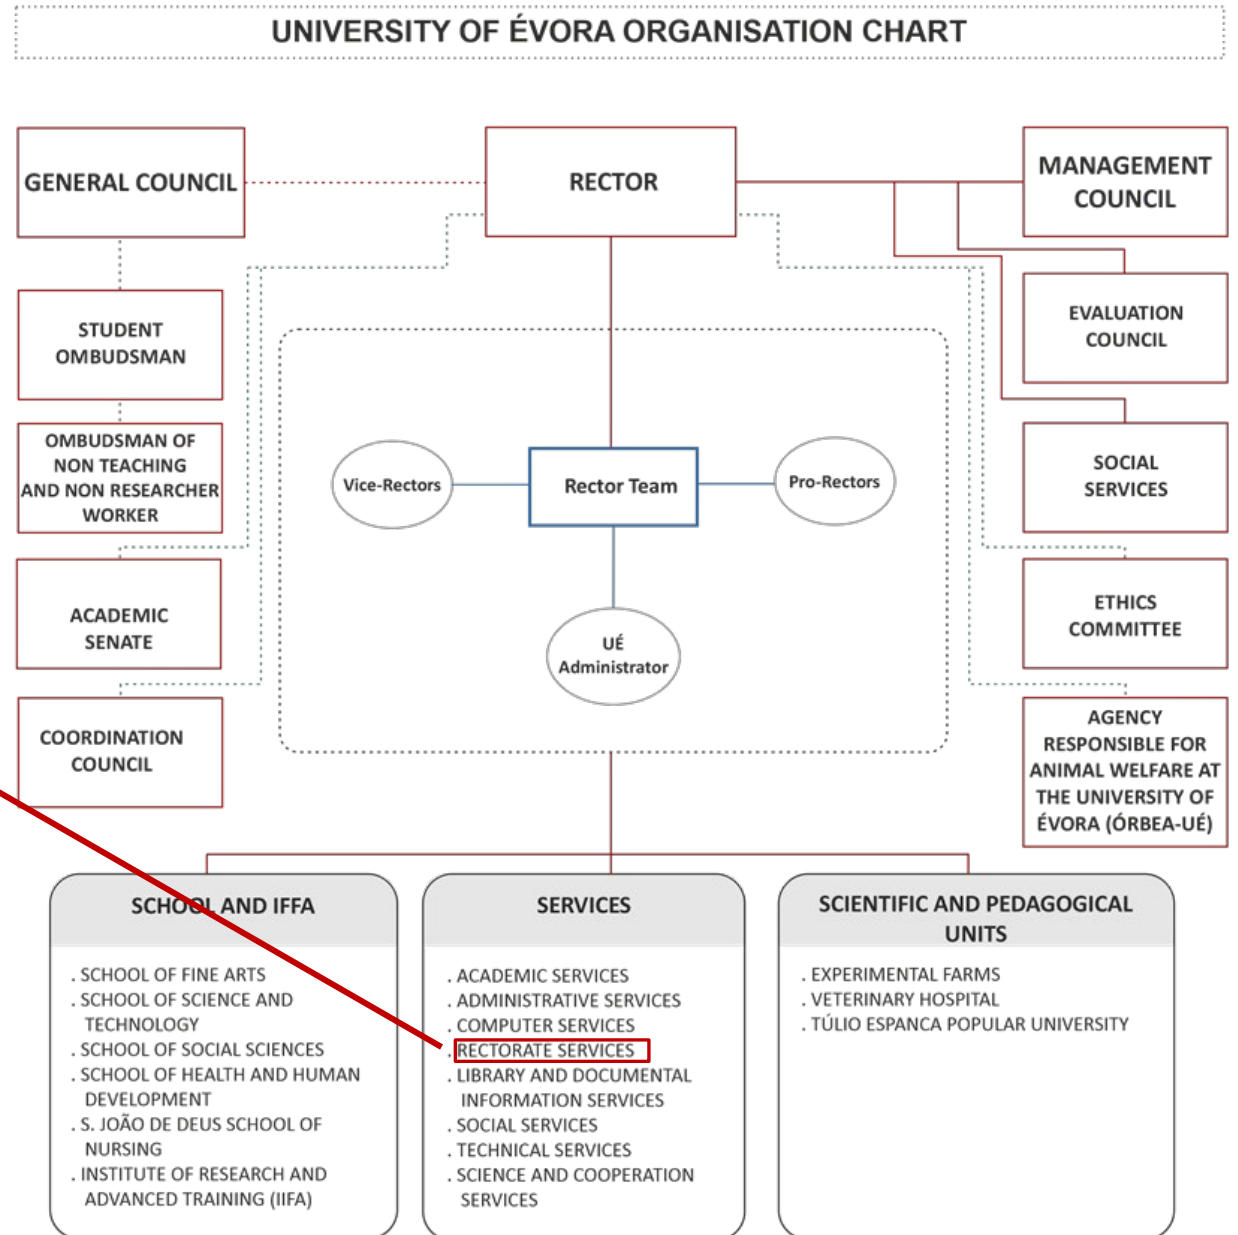 UNIVERSITY OF ÉVORA ORGANISATION CHART
GENERAL COUNCIL
RECTOR
MANAGEMENT
COUNCIL
STUDENT
OMBUDSMAN
EVALUATION
COUNCIL
OMBUDSMAN OF
NON TEACHING
AND NON RESEARCHER
WORKER
Vice-Rectors
Rector Team
Pro-Rectors
SOCIAL
SERVICES
ACADEMIC
SENATE
UÉ
Administrator
ETHICS
COMMITTEE
COORDINATION
COUNCIL
AGENCY
RESPONSIBLE FOR
ANIMAL WELFARE AT
THE UNIVERSITY OF
ÉVORA (ÓRBEA-UÉ)
SCHOOL AND IFFA
. SCHOOL OF FINE ARTS
. SCHOOL OF SCIENCE AND
TECHNOLOGY
. SCHOOL OF SOCIAL SCIENCES
. SCHOOL OF HEALTH AND HUMAN
DEVELOPMENT
. S. JOÃO DE DEUS SCHOOL OF
NURSING
. INSTITUTE OF RESEARCH AND
ADVANCED TRAINING (IIFA)
SERVICES
. ACADEMIC SERVICES
. ADMINISTRATIVE SERVICES
. COMPUTER SERVICES
. RECTORATE SERVICES
. LIBRARY AND DOCUMENTAL
INFORMATION SERVICES
. SOCIAL SERVICES
. TECHNICAL SERVICES
. SCIENCE AND COOPERATION
SERVICES
SCIENTIFIC AND PEDAGOGICAL
UNITS
. EXPERIMENTAL FARMS
. VETERINARY HOSPITAL
. TÚLIO ESPANCA POPULAR UNIVERSITY